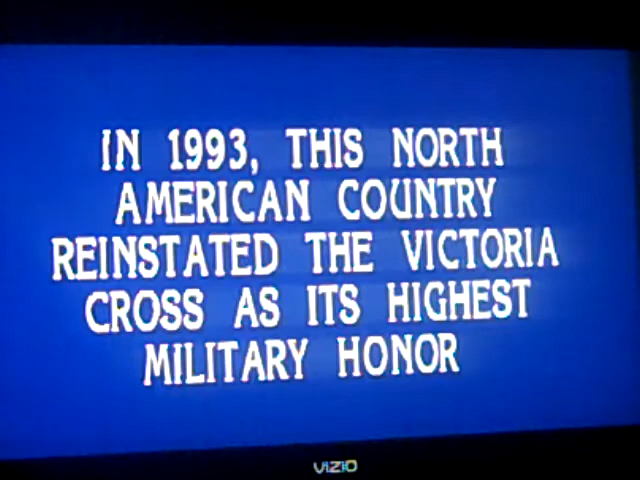 IN 1993, THIS NORTH
AMERICAN COUNTRY
REINSTATED THE VICTORIA
CROSS AS ITS HIGHEST
MILITARY HONOR
VIZIO